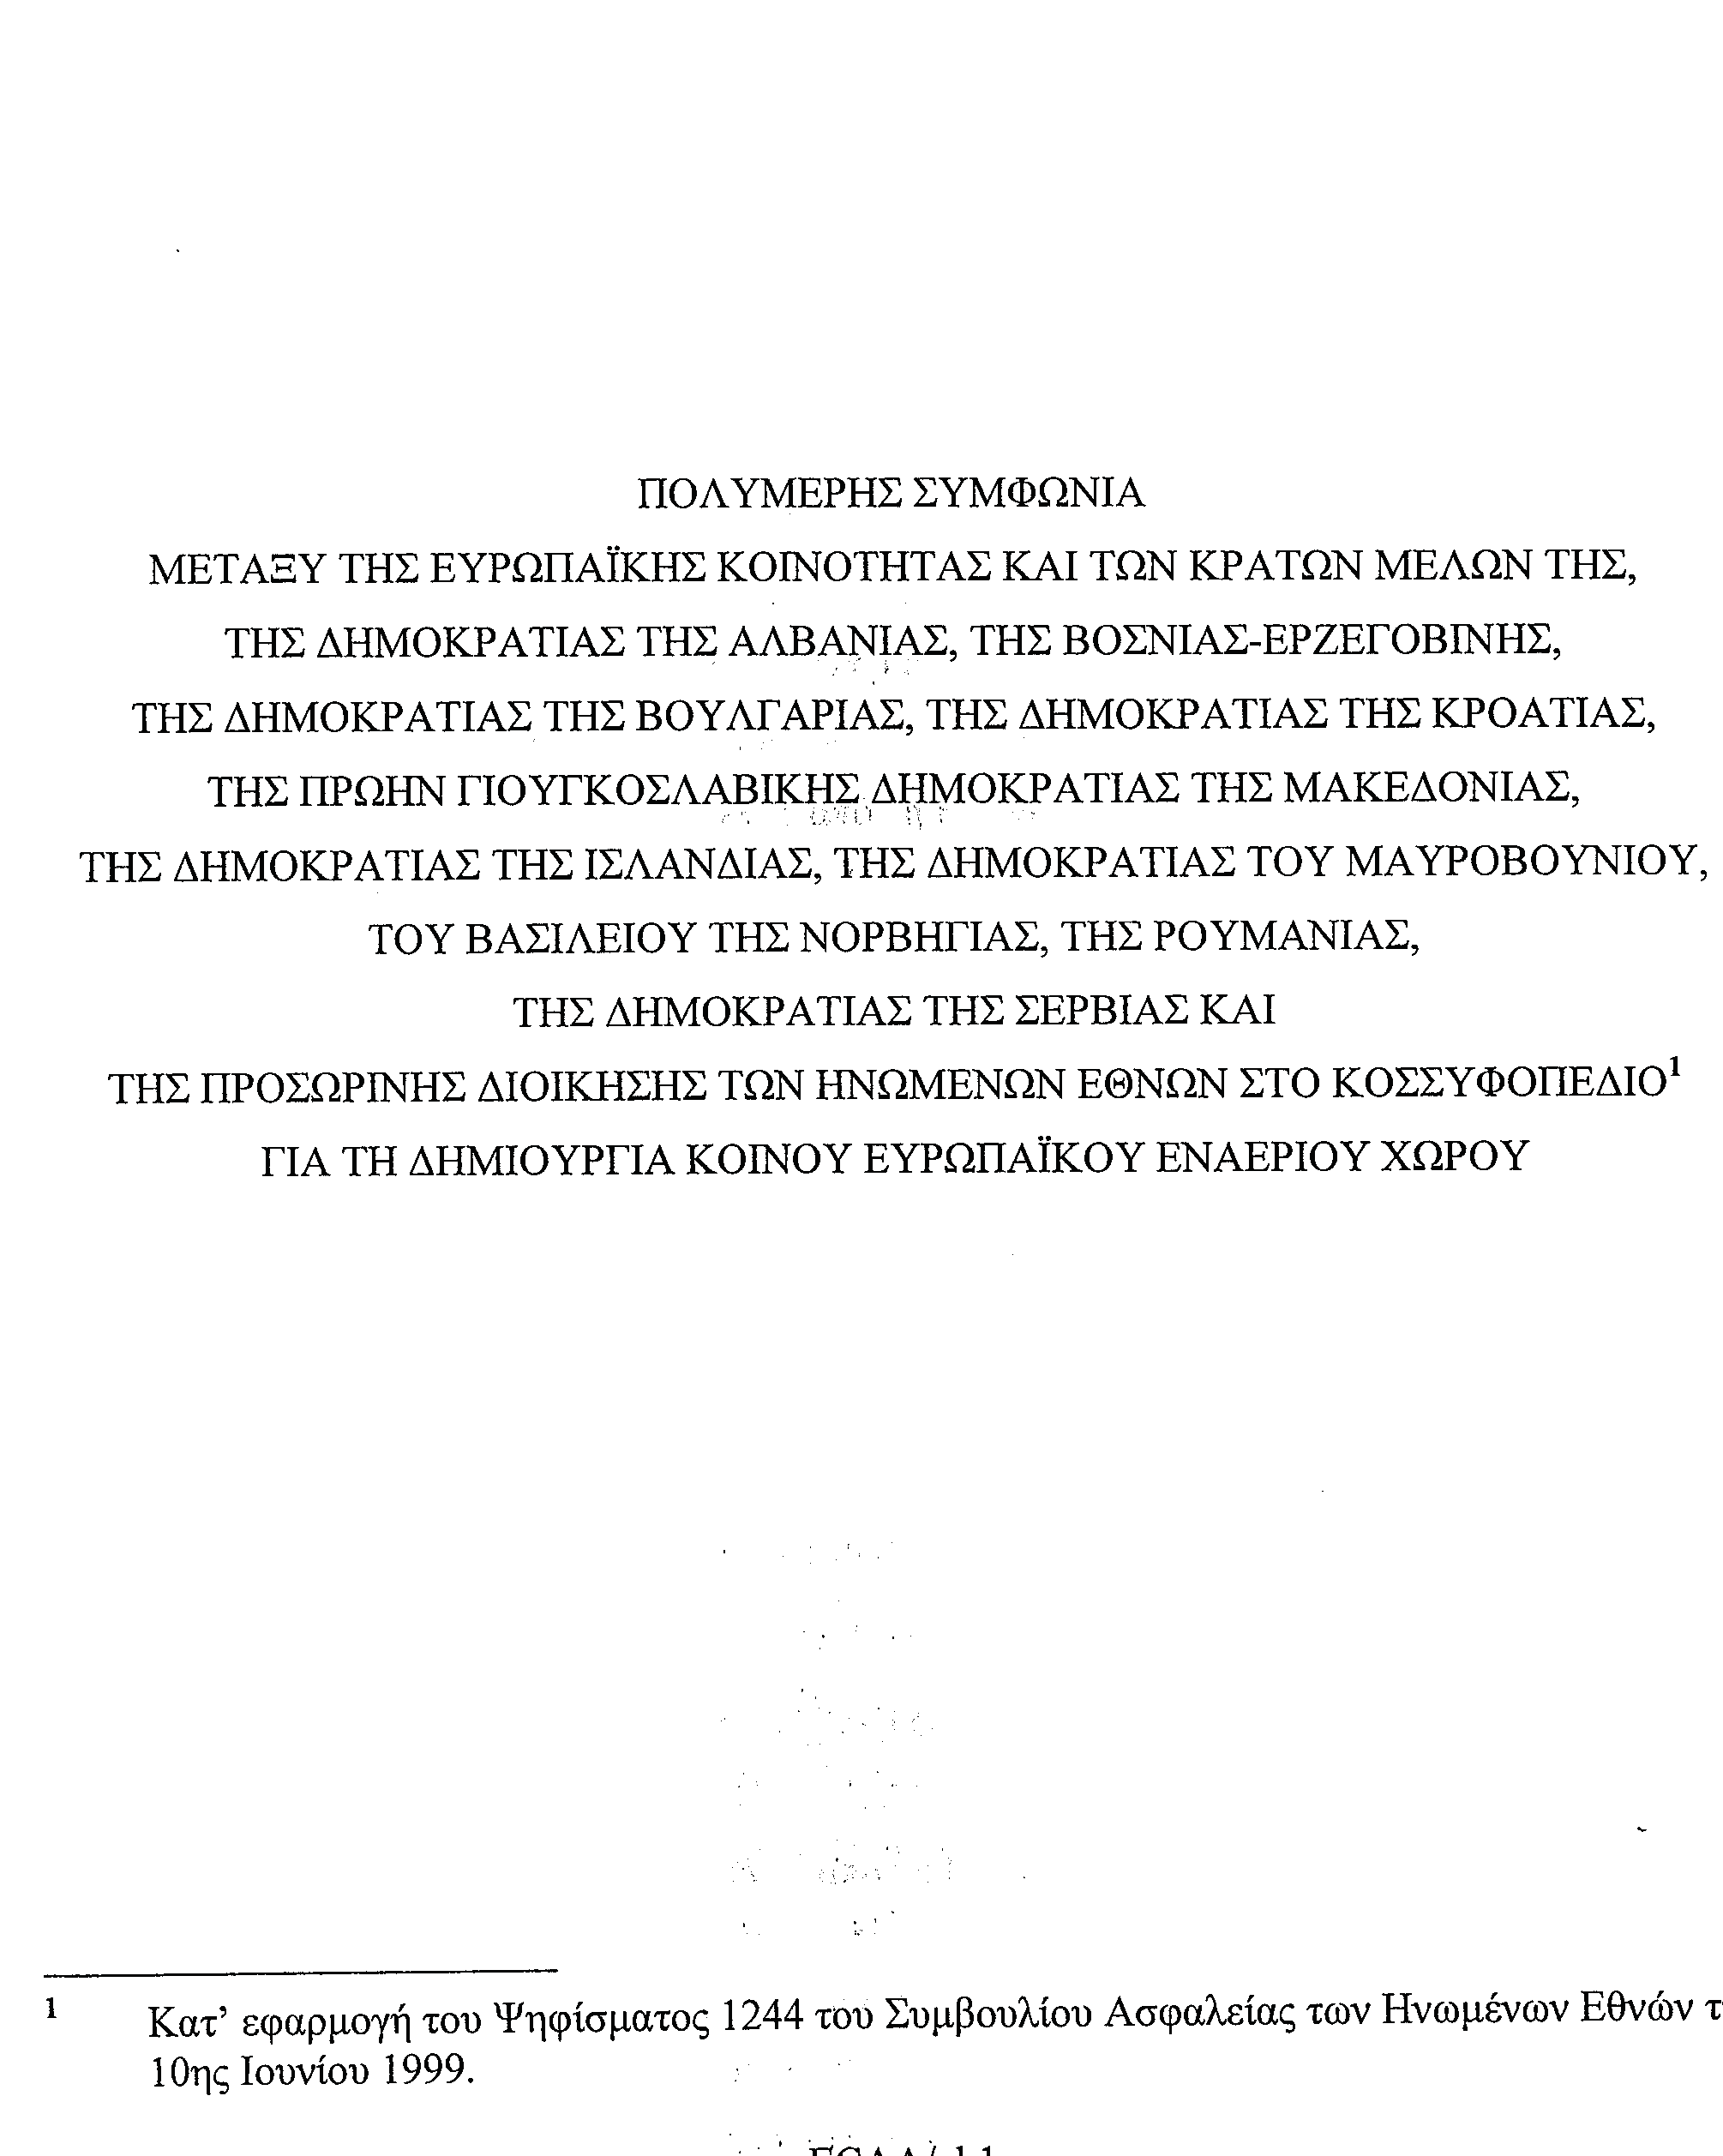 ΠΟΛΥΜΕΡΗΣ ΣΥΜΦΩΝΙΑ
ΜΕΤΑΞΥ ΤΗΣ ΕΥΡΩΠΑΪΚΗΣ ΚΟΙΝΟΤΗΤΑΣ ΚΑΙ ΤΩΝ ΚΡΑΤΩΝ ΜΕΛΩΝ ΤΗΣ,
ΤΗΣ ΔΗΜΟΚΡΑΤΙΑΣ ΤΗΣ ΑΛΒΑΝΙΑΣ, ΤΗΣ ΒΟΣΝΙΑΣ-ΕΡΖΕΓΟΒΙΝΗΣ,
ΤΗΣ ΔΗΜΟΚΡΑΤΙΑΣ ΤΗΣ ΒΟΥΛΓΑΡΙΑΣ, ΤΗΣ ΔΗΜΟΚΡΑΤΙΑΣ ΤΗΣ ΚΡΟΑΤΙΑΣ,
ΤΗΣ ΠΡΩΗΝ ΓΙΟΥΓΚΟΣΛΑΒΙΚΗΣ ΔΗΜΟΚΡΑΤΙΑΣ ΤΗΣ ΜΑΚΕΔΟΝΙΑΣ,
ΤΗΣ ΔΗΜΟΚΡΑΤΙΑΣ ΤΗΣ ΙΣΛΑΝΔΙΑΣ, ΤΗΣ ΔΗΜΟΚΡΑΤΙΑΣ ΤΟΥ ΜΑΥΡΟΒΟΥΝΙΟΥ,
ΤΟΥ ΒΑΣΙΛΕΙΟΥ ΤΗΣ ΝΟΡΒΗΓΙΑΣ, ΤΗΣ ΡΟΥΜΑΝΙΑΣ,
ΤΗΣ ΔΗΜΟΚΡΑΤΙΑΣ ΤΗΣ ΣΕΡΒΙΑΣ ΚΑΙ
ΤΗΣ ΠΡΟΣΩΡΙΝΗΣ ΔΙΟΙΚΗΣΗΣ ΤΩΝ ΗΝΩΜΕΝΩΝ ΕΘΝΩΝ ΣΤΟ ΚΟΣΣΥΦΟΠΕΔΙΟ¹
ΓΙΑ ΤΗ ΔΗΜΙΟΥΡΓΙΑ ΚΟΙΝΟΥ ΕΥΡΩΠΑΪΚΟΥ ΕΝΑΕΡΙΟΥ ΧΩΡΟΥ
1 Κατ’ εφαρμογή του Ψηφίσματος 1244 του Συμβουλίου Ασφαλείας των Ηνωμένων Εθνών
10ης Ιουνίου 1999.